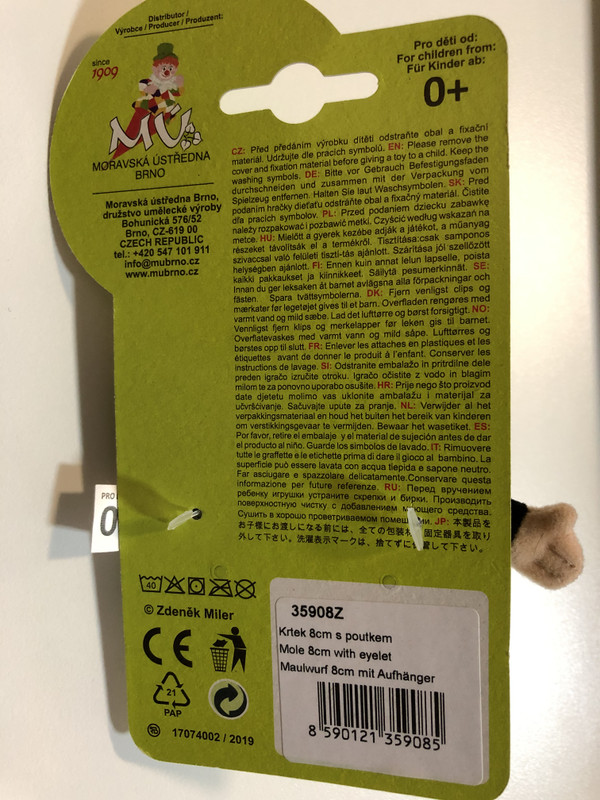 Distributor /
Výrobce / Producer / Produzent:
since
1909
MÚ
MORAVSKÁ ÚSTŘEDNA
BRNO
Moravská ústředna Brno,
družstvo umělecké výroby
Bohunická 576/52
Brno, CZ-619 00
CZECH REPUBLIC
tel.: +420 547 101 911
info@mubrno.cz
www.mubrno.cz
Pro děti od:
For children from:
Für Kinder ab:
0+
CZ: Před předáním výrobku dítěti odstraňte obal a fixační
materiál. Udržujte dle pracích symbolů. EN: Please remove the
cover and fixation material before giving a toy to a child. Keep the
washing symbols. DE: Bitte vor Gebrauch Befestigungsfaden
durchschneiden und zusammen mit der Verpackung vom
Spielzeug entfernen. Halten Sie laut Waschsymbolen. SK: Pred
podaním hračky dieťaťu odstraňte obal a fixačný materiál. Čistite
dľa pracích symbolov. PL: Przed podaniem dziecku zabawkę
należy rozpakować i pozbawić metki. Czyścić według wskazań na
metce. HU: Mielőtt a gyerek kezébe adják a játékot, a műanyag
részeket távolítsák el a termékről. Tisztítása:csak samponos
szivaccsal való felületi tiszti-tás ajánlott. Szárítása jól szellőzött
helységben ajánlott. FI: Ennen kuin annat lelun lapselle, poista
kaikki pakkaukset ja kiinnikkeet. Säilytä pesumerkinnät. SE:
Innan du ger leksaken åt barnet avlägsna alla förpackningar och
fästen Spara tvättsymbolerna. DK: Fjern venligst clips og
mærkater før legetøjet gives til et barn. Overfladen rengøres med
varmt vand og mild sæbe. Lad det lufttørre og børst forsigtigt. NO:
Vennligst fjern klips og merkelapper før leken gis til barnet.
Overflatevaskes med varmt vann og mild såpe. Lufttørres og
børstes opp til slutt. FR: Enlever les attaches en plastiques et les
étiquettes avant de donner le produit à l'enfant. Conserver les
instructions de lavage. SI: Odstranite embalažo in pritrdilne dele
preden igračo izručite otroku. Igračo očistite z vodo in blagim
milom te za ponovno uporabo osušite. HR: Prije nego što proizvod
date djetetu molimo vas uklonite ambalažu i materijal za
učvršćivanje. Sačuvajte upute za pranje. NL: Verwijder al het
verpakkingsmateriaal en houd het buiten het bereik van kinderen
om verstikkingsgevaar te vermijden. Bewaar het wasetiket. ES:
Por favor, retire el embalaje y el material de sujeción antes de dar
el producto al niño. Guarde los símbolos de lavado. IT: Rimuovere
tutte le graffette e le etichette prima di dare il gioco al bambino. La
superficie può essere lavata con acqua tiepida e sapone neutro.
Far asciugare e spazzolare delicatamente.Conservare questa
informazione per future referenze. RU: Перед вручением
ребенку игрушки устраните скрепки и бирки. Производить
поверхностную чистку с добавлением моющего средства.
Сушить в хорошо проветриваемом помещении. JP: 本製品を
お子様にお渡しになる前には、全ての包装材 固定器具を取り
外して下さい。洗濯表示マークは、捨てずに 管して下さい。
PRO
0
40
© Zdeněk Miler
CE
21
PAP
17074002 / 2019
35908Z
Krtek 8cm s poutkem
Mole 8cm with eyelet
Maulwurf 8cm mit Aufhänger
8 590121 359085